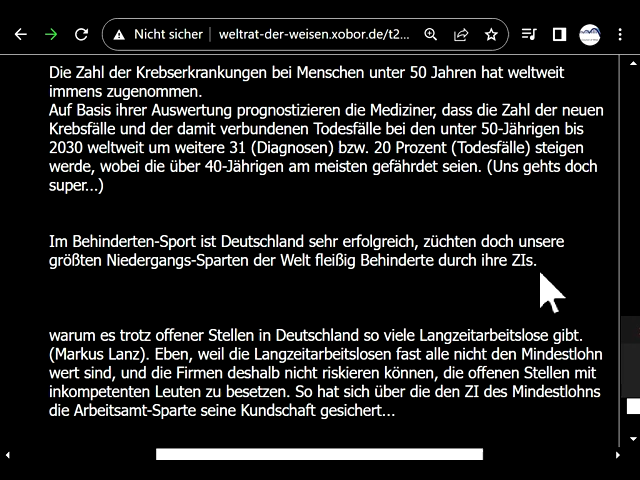 Nicht sicher | weltrat-der-weisen.xobor.de/t2...
Die Zahl der Krebserkrankungen bei Menschen unter 50 Jahren hat weltweit
immens zugenommen.
Auf Basis ihrer Auswertung prognostizieren die Mediziner, dass die Zahl der neuen
Krebsfälle und der damit verbundenen Todesfälle bei den unter 50-Jährigen bis
2030 weltweit um weitere 31 (Diagnosen) bzw. 20 Prozent (Todesfälle) steigen
werde, wobei die über 40-Jährigen am meisten gefährdet seien. (Uns gehts doch
super...)
Im Behinderten-Sport ist Deutschland sehr erfolgreich, züchten doch unsere
größten Niedergangs-Sparten der Welt fleißig Behinderte durch ihre ZIs.
warum es trotz offener Stellen in Deutschland so viele Langzeitarbeitslose gibt.
(Markus Lanz). Eben, weil die Langzeitarbeitslosen fast alle nicht den Mindestlohn
wert sind, und die Firmen deshalb nicht riskieren können, die offenen Stellen mit
inkompetenten Leuten zu besetzen. So hat sich über die den ZI des Mindestlohns
die Arbeitsamt-Sparte seine Kundschaft gesichert...